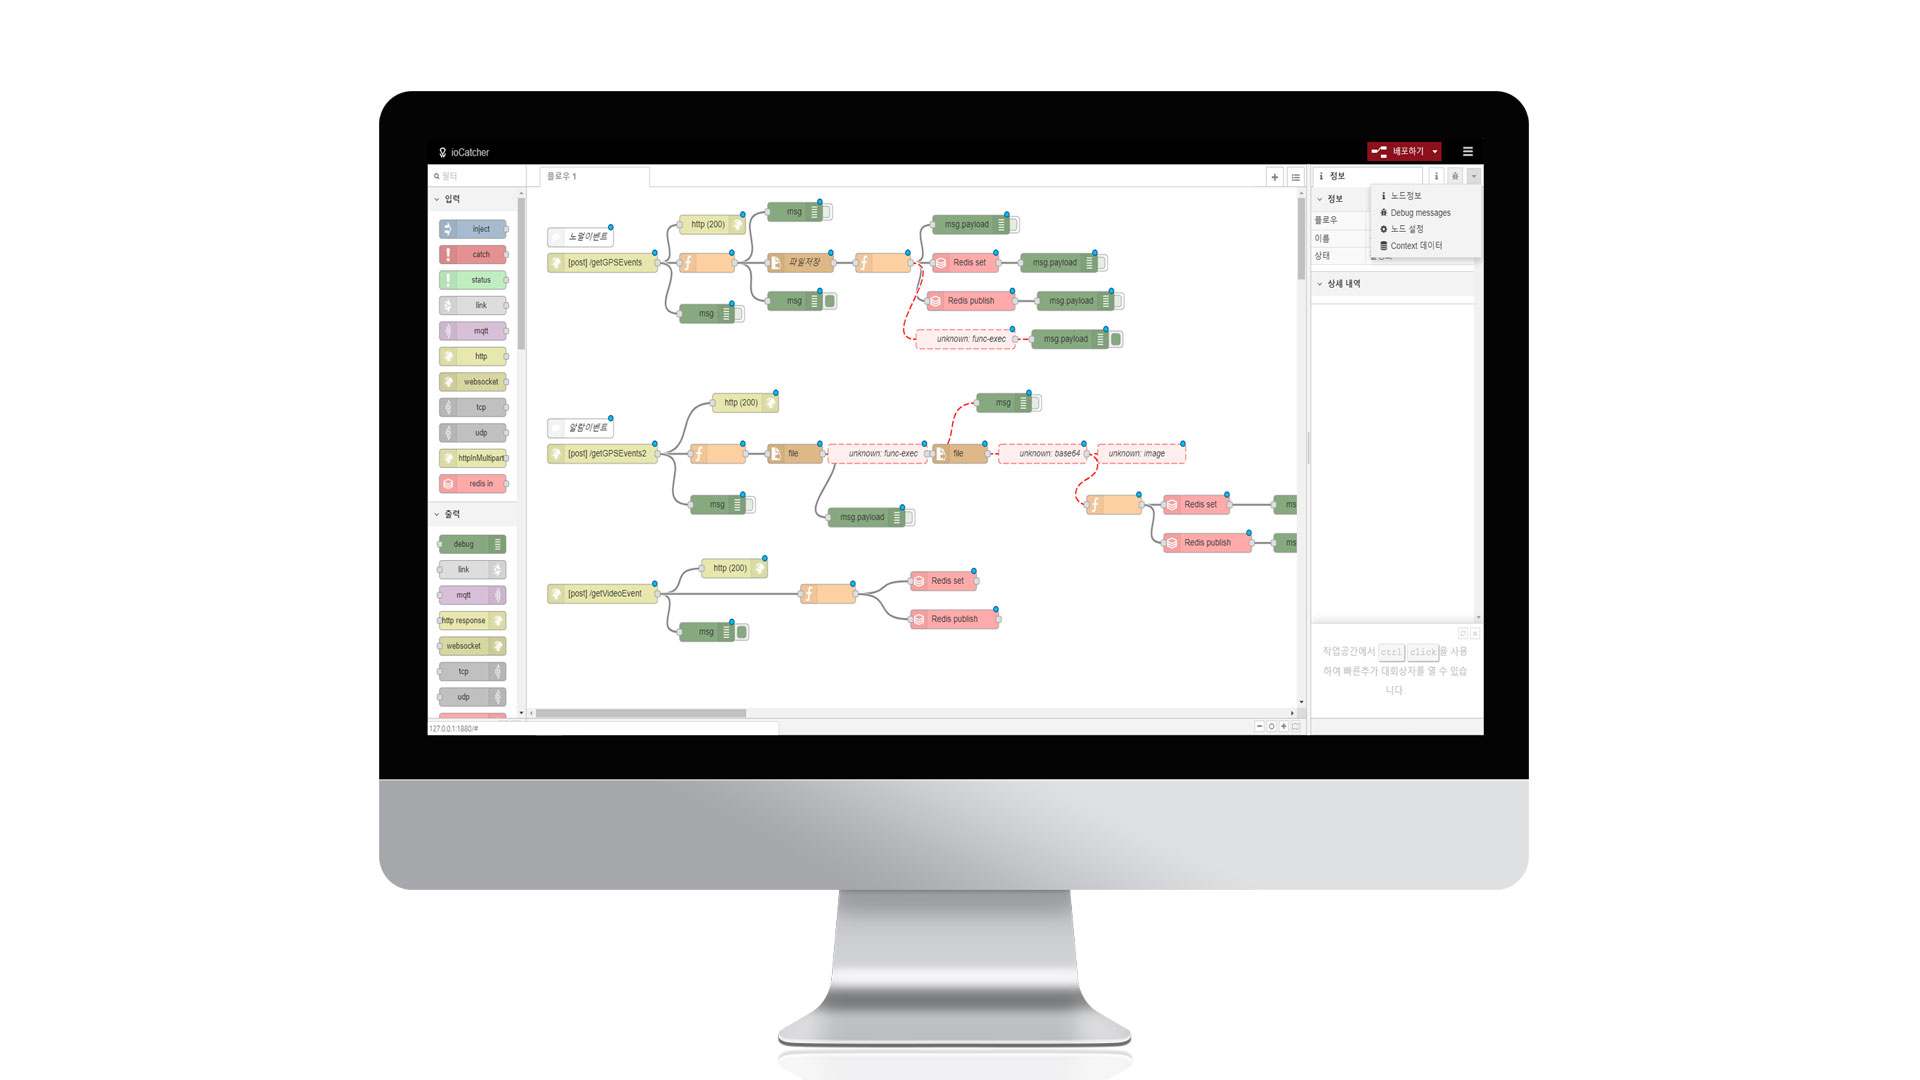 ioCatcher
배포하기
필터
플로우 1
정보
입력
inject
catch
status
link
mqtt
http
websocket
tcp
udp
httpInMultipart
redis in
출력
debug
link
mqtt
http response
websocket
tcp
udp
127.0.0.1:1880/#
노멀이벤트
[post] /getGPSEvents
http (200)
msg
msg
파일저장
msg
msg.payload
Redis set
msg.payload
Redis publish
msg.payload
unknown: func-exec
msg.payload
알람이벤트
[post] /getGPSEvents2
http (200)
msg
file
unknown: func-exec
msg.payload
file
msg
unknown: base64
unknown: image
Redis set
ms
Redis publish
ms
[post] /getVideoEvent
http (200)
msg
Redis set
Redis publish
정보
플로우
이름
상태
노드정보
Debug messages
노드 설정
Context 데이터
상세 내역
작업공간에서 ctrl click을 사용
하여 빠른추가 대화상자를 열 수 있습
니다.